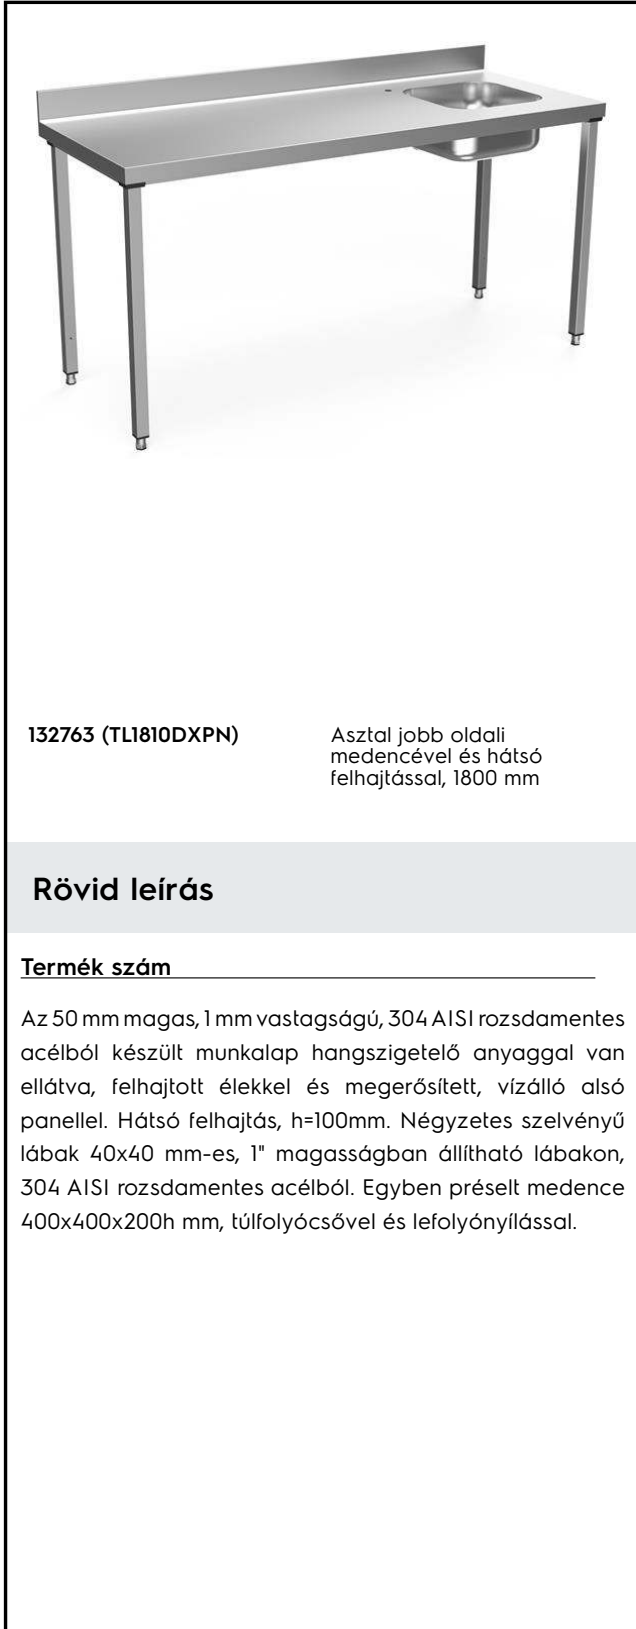 132763 (TL1810DXPN)
Asztal jobb oldali
medencével és hátsó
felhajtással, 1800 mm
Rövid leírás
Termék szám
Az 50 mm magas, 1 mm vastagságú, 304 AISI rozsdamentes
acélból készült munkalap hangszigetelő anyaggal van
ellátva, felhajtott élekkel és megerősített, vízálló alsó
panellel. Hátsó felhajtás, h=100mm. Négyzetes szelvényű
lábak 40x40 mm-es, 1" magasságban állítható lábakon,
304 AISI rozsdamentes acélból. Egyben préselt medence
400x400x200h mm, túlfolyócsővel és lefolyónyílással.